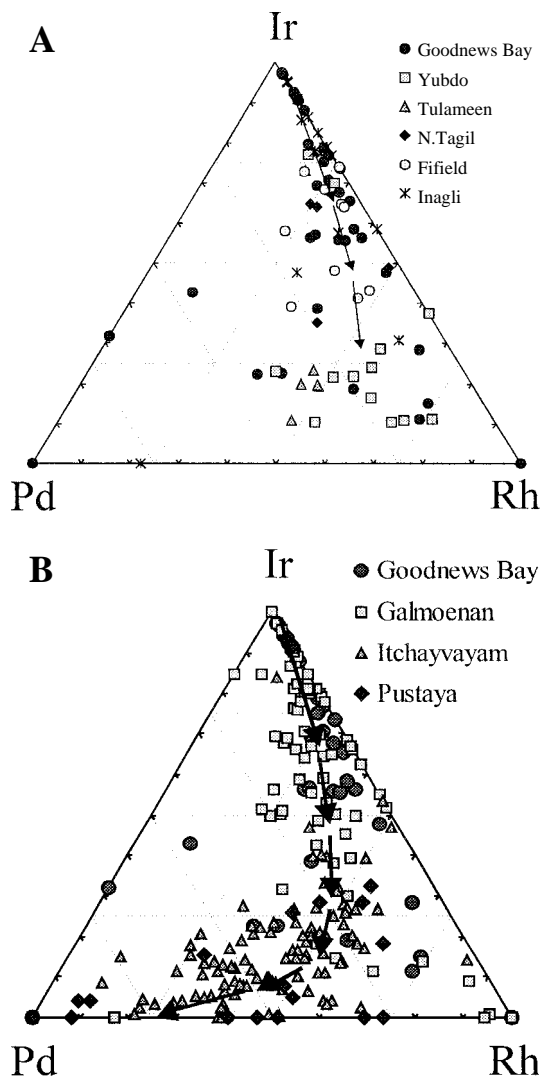 A
Ir
Goodnews Bay
Yubdo
Tulameen
N.Tagil
Fifield
Inagli
Pd
Rh
B
Ir
Goodnews Bay
Galmoenan
Itchayvayam
Pustaya
Pd
Rh